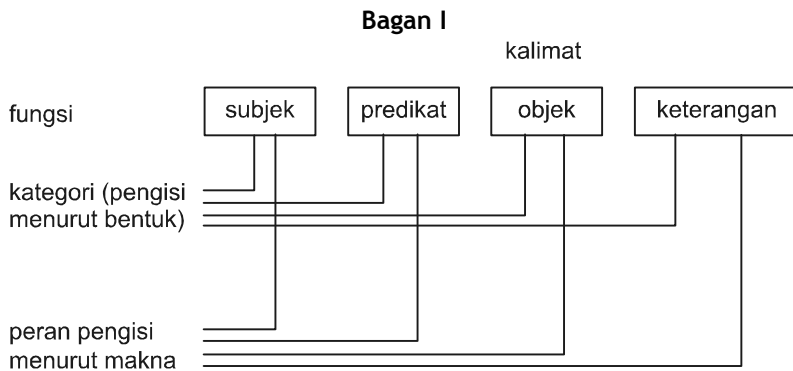 Bagan I
kalimat
fungsi
subjek
predikat
objek
keterangan
kategori (pengisi
menurut bentuk)
peran pengisi
menurut makna